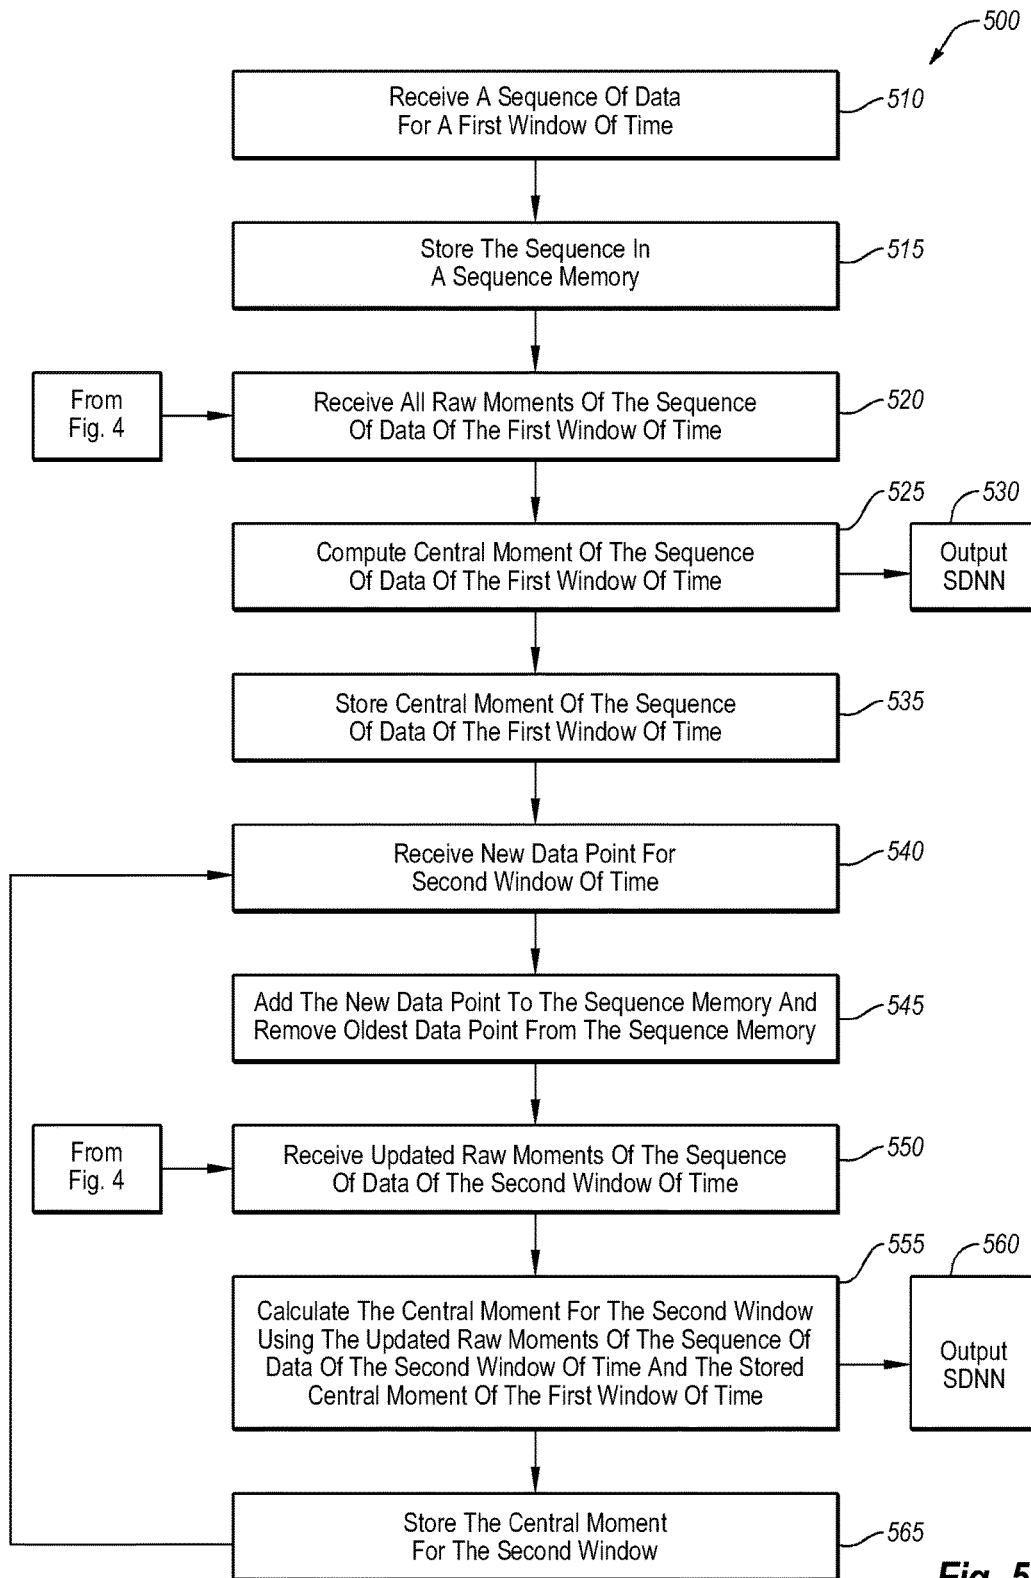 500
Receive A Sequence Of Data
For A First Window Of Time
510
Store The Sequence In
A Sequence Memory
515
From
Fig. 4
Receive All Raw Moments Of The Sequence
Of Data Of The First Window Of Time
520
Compute Central Moment Of The Sequence
Of Data Of The First Window Of Time
525
Output
SDNN
530
Store Central Moment Of The Sequence
Of Data Of The First Window Of Time
535
Receive New Data Point For
Second Window Of Time
540
Add The New Data Point To The Sequence Memory And
Remove Oldest Data Point From The Sequence Memory
545
From
Fig. 4
Receive Updated Raw Moments Of The Sequence
Of Data Of The Second Window Of Time
550
Calculate The Central Moment For The Second Window
Using The Updated Raw Moments Of The Sequence Of
Data Of The Second Window Of Time And The Stored
Central Moment Of The First Window Of Time
555
Output
SDNN
560
Store The Central Moment
For The Second Window
565
Fig. 5